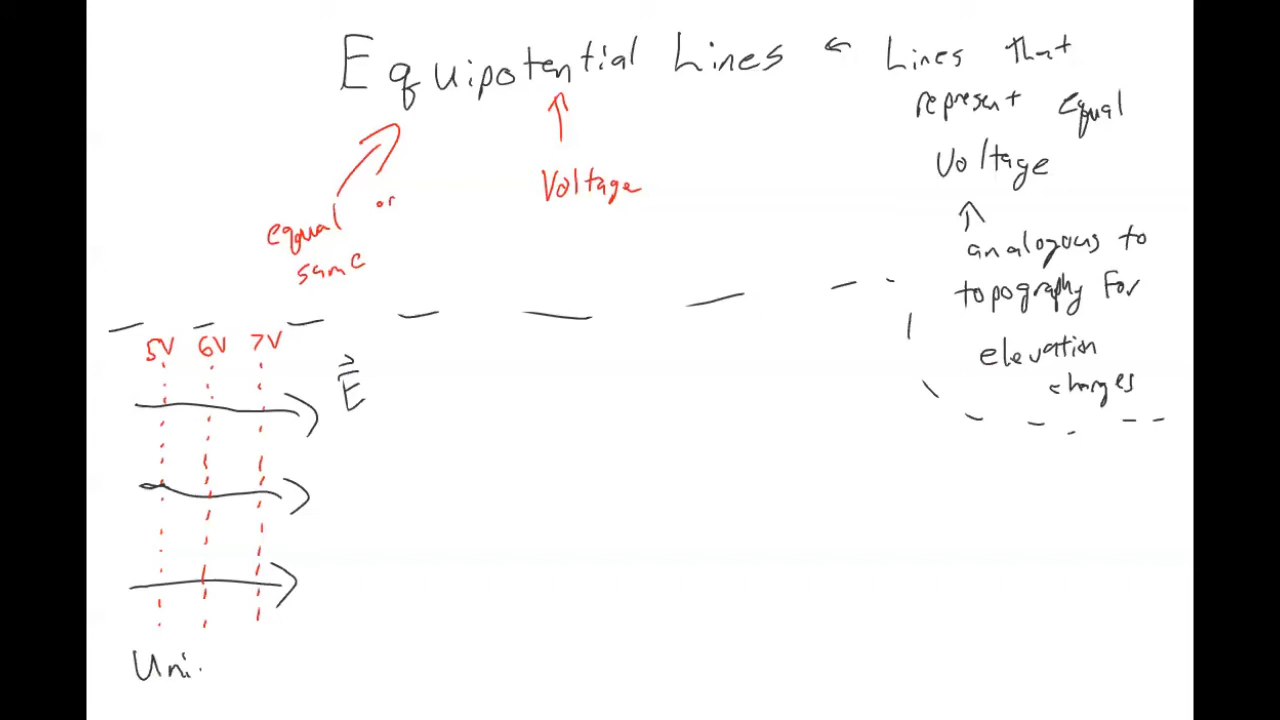 Equipotential Lines ← Lines that
represent equal
Voltage
Voltage
equal or
same
analogous to
topography For
elevation
changes
5V 6V 7V
E
Uni.